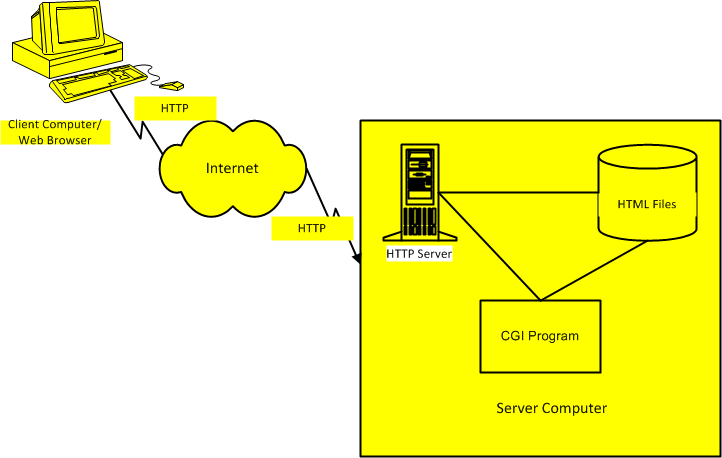 HTTP
Client Computer/
Web Browser
Internet
HTTP
HTML Files
HTTP Server
CGI Program
Server Computer